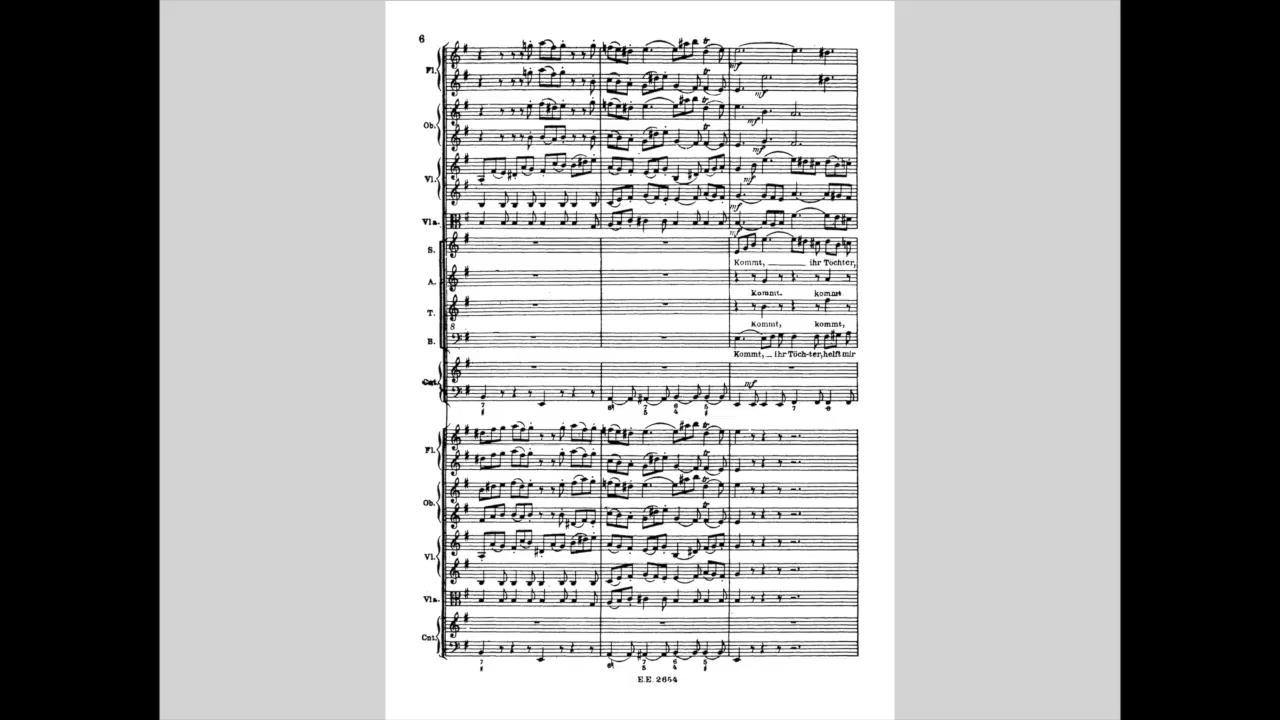 6
Fl.
Ob.
Vl.
Vla.
S.
Kommt, ihr Töchter,
A.
Kommt. kommt
T.
Kommt, kommt,
8
B.
Kommt, _ ihr Töch-ter, helft mir
Cnt.
Fl.
Ob.
Vl.
Vla.
Cnt.
E.E. 2654